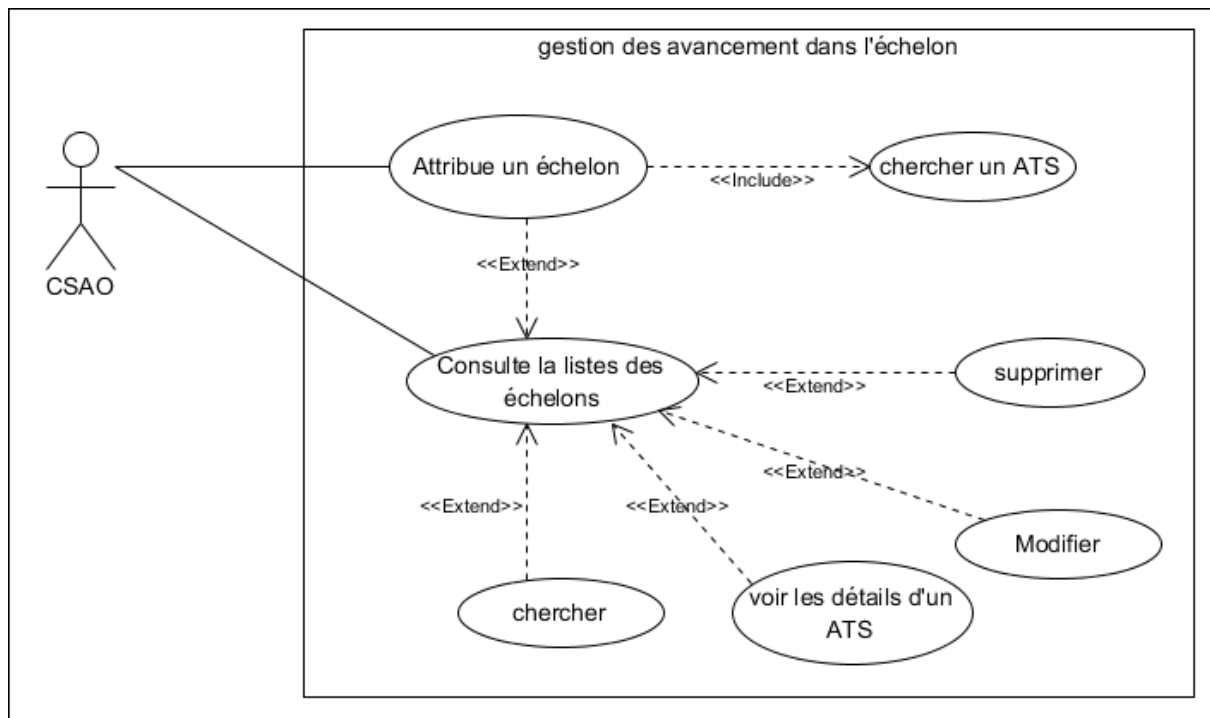 gestion des avancement dans l'échelon
Attribue un échelon
<<Include>>
chercher un ATS
CSAO
<<Extend>>
Consulte la listes des
échelons
<<Extend>>
supprimer
<<Extend>>
Modifier
<<Extend>>
chercher
<<Extend>>
voir les détails d'un
ATS